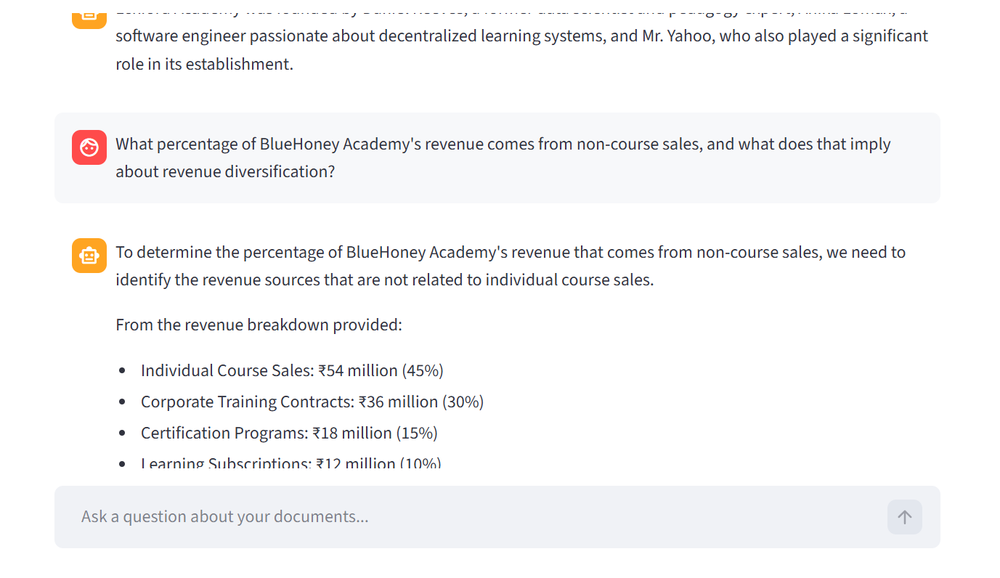 software engineer passionate about decentralized learning systems, and Mr. Yahoo, who also played a significant
role in its establishment.
What percentage of BlueHoney Academy's revenue comes from non-course sales, and what does that imply
about revenue diversification?
To determine the percentage of BlueHoney Academy's revenue that comes from non-course sales, we need to
identify the revenue sources that are not related to individual course sales.
From the revenue breakdown provided:
• Individual Course Sales: ₹54 million (45%)
• Corporate Training Contracts: ₹36 million (30%)
• Certification Programs: ₹18 million (15%)
• Learning Subscriptions: ₹12 million (10%)
Ask a question about your documents...